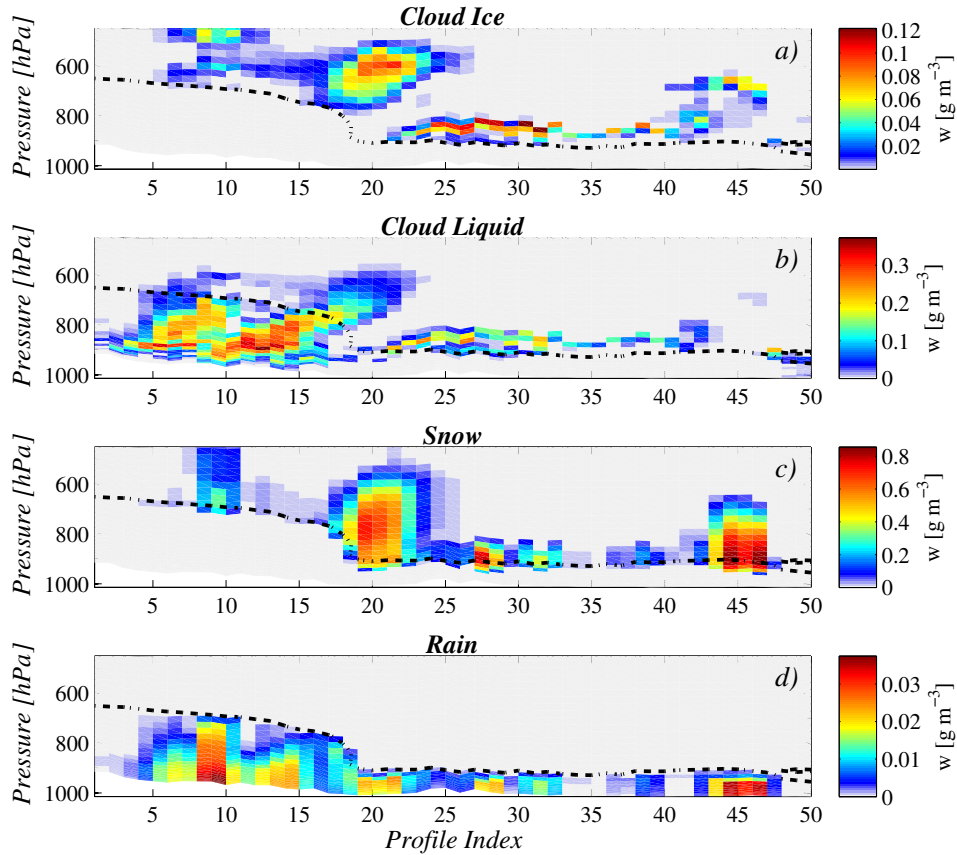 Cloud Ice
a)
Pressure [hPa]
600
800
1000
5 10 15 20 25 30 35 40 45 50
0.12
0.10
0.08
0.06
0.04
0.02
w [g m⁻³]
Cloud Liquid
b)
Pressure [hPa]
600
800
1000
5 10 15 20 25 30 35 40 45 50
0.3
0.2
0.1
0
w [g m⁻³]
Snow
c)
Pressure [hPa]
600
800
1000
5 10 15 20 25 30 35 40 45 50
0.8
0.6
0.4
0.2
0
w [g m⁻³]
Rain
d)
Pressure [hPa]
600
800
1000
5 10 15 20 25 30 35 40 45 50
0.03
0.02
0.01
0
w [g m⁻³]
Profile Index